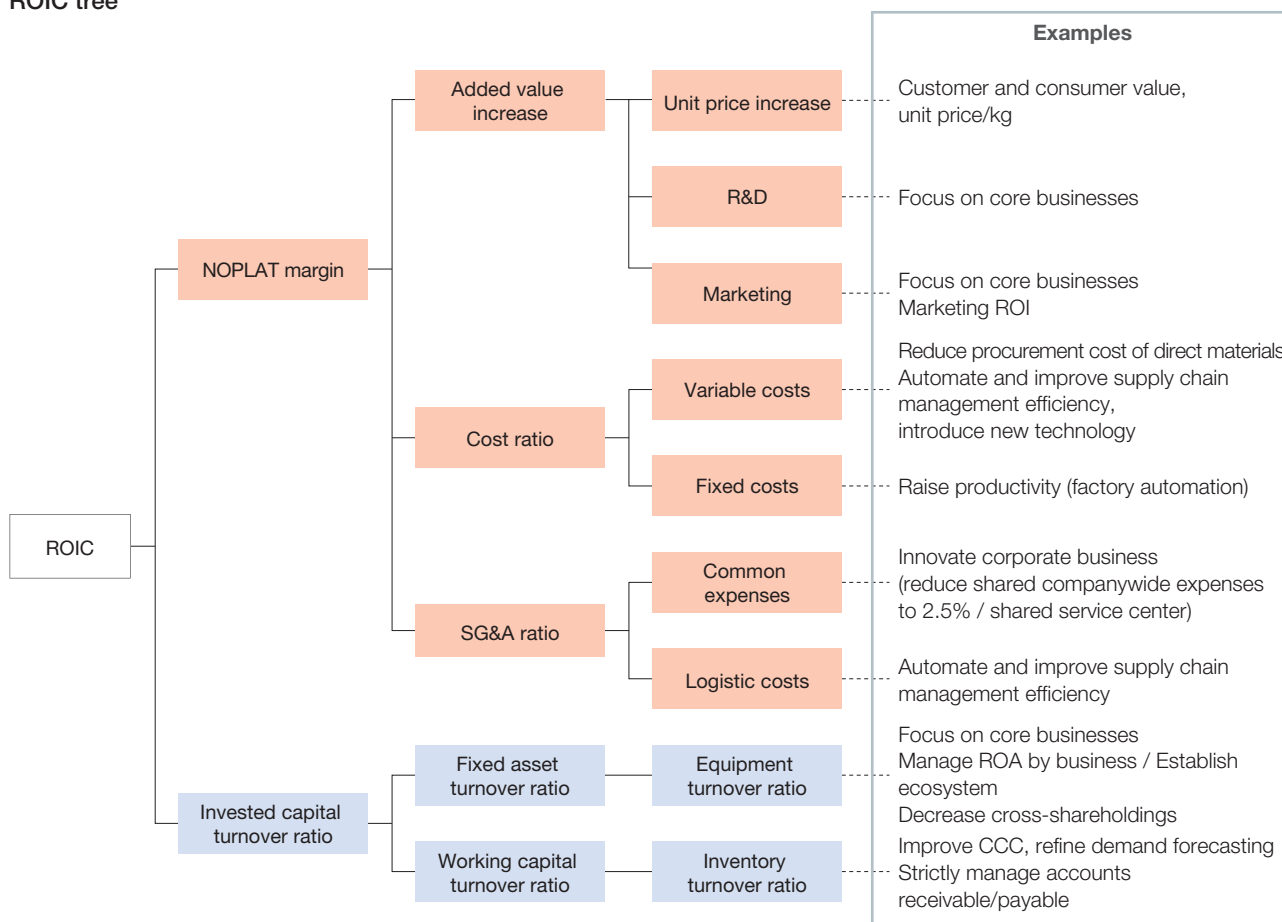 ROIC tree
Examples
Added value
increase
Unit price increase
Customer and consumer value,
unit price/kg
R&D
Focus on core businesses
NOPLAT margin
Marketing
Focus on core businesses
Marketing ROI
Cost ratio
Variable costs
Reduce procurement cost of direct materials
Automate and improve supply chain
management efficiency,
introduce new technology
Fixed costs
Raise productivity (factory automation)
ROIC
SG&A ratio
Common
expenses
Innovate corporate business
(reduce shared companywide expenses
to 2.5% / shared service center)
Logistic costs
Automate and improve supply chain
management efficiency
Invested capital
turnover ratio
Fixed asset
turnover ratio
Equipment
turnover ratio
Focus on core businesses
Manage ROA by business / Establish
ecosystem
Decrease cross-shareholdings
Working capital
turnover ratio
Inventory
turnover ratio
Improve CCC, refine demand forecasting
Strictly manage accounts
receivable/payable